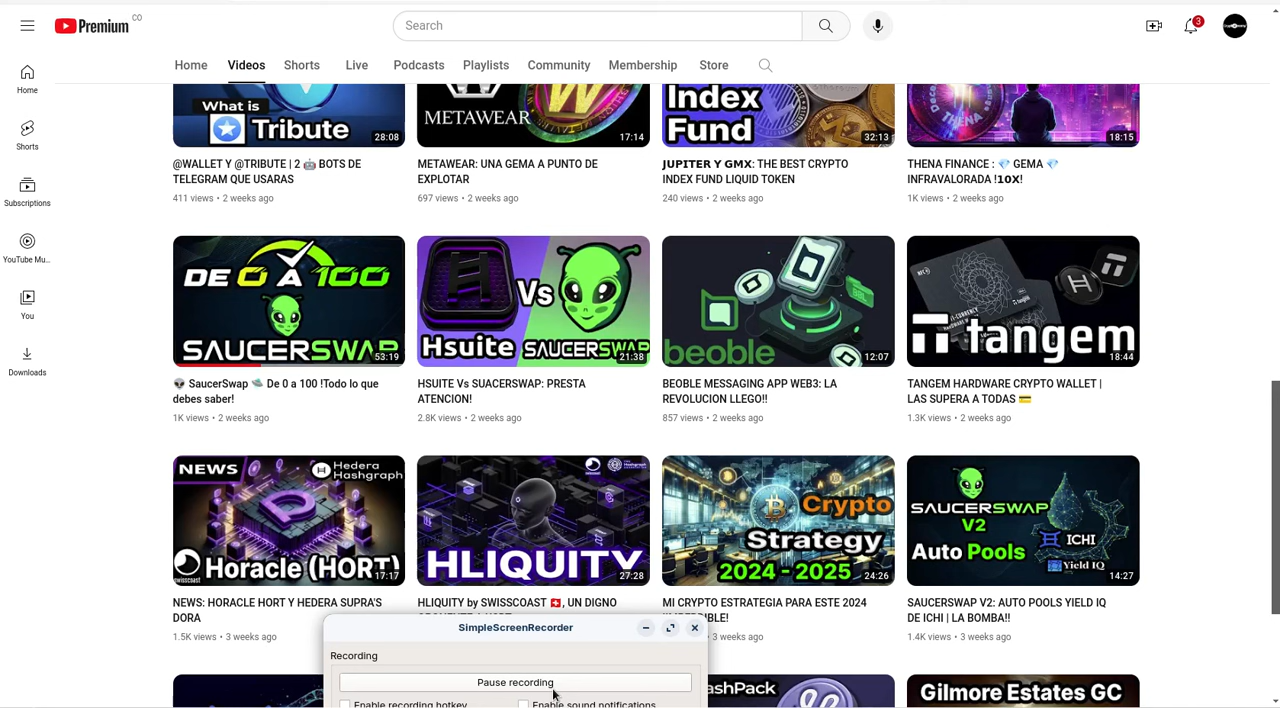 Premium CO
Search
3
Home Videos Shorts Live Podcasts Playlists Community Membership Store
Home
Shorts
Subscriptions
YouTube Mu...
You
Downloads
What is
Tribute
28:08
METAWEAR
17:14
Index
Fund
32:13
18:15
@WALLET Y @TRIBUTE | 2 🤖 BOTS DE
TELEGRAM QUE USARAS
411 views • 2 weeks ago
METAWEAR: UNA GEMA A PUNTO DE
EXPLOTAR
697 views • 2 weeks ago
𝗝𝗨𝗣𝗜𝗧𝗘𝗥 𝗬 𝗚𝗠𝗫: THE BEST CRYPTO
INDEX FUND LIQUID TOKEN
240 views • 2 weeks ago
THENA FINANCE : 💎 GEMA 💎
INFRAVALORADA !𝟭𝟬𝗫!
1K views • 2 weeks ago
DE 0 A 100
SAUCERSWAP
53:19
Hsuite
Vs
SAUCERSWAP
21:38
beoble
12:07
tangem
18:44
👽 SaucerSwap 🛸 De 0 a 100 !Todo lo que
debes saber!
1K views • 2 weeks ago
HSUITE Vs SUACERSWAP: PRESTA
ATENCION!
2.8K views • 2 weeks ago
BEOBLE MESSAGING APP WEB3: LA
REVOLUCION LLEGO!!
857 views • 2 weeks ago
TANGEM HARDWARE CRYPTO WALLET |
LAS SUPERA A TODAS 💳
1.3K views • 2 weeks ago
NEWS
Hedera
Hashgraph
swisscoast
Horacle (HORT)
17:17
HLIQUITY
27:28
Crypto
Strategy
2024 - 2025
24:26
SAUCERSWAP
V2
Auto Pools
ICHI
Yield IQ
14:27
NEWS: HORACLE HORT Y HEDERA SUPRA'S
DORA
1.5K views • 3 weeks ago
HLIQUITY by SWISSCOAST 🇨🇭, UN DIGNO
MI CRYPTO ESTRATEGIA PARA ESTE 2024
3 weeks ago
SAUCERSWAP V2: AUTO POOLS YIELD IQ
DE ICHI | LA BOMBA!!
1.4K views • 3 weeks ago
SimpleScreenRecorder
Recording
Pause recording
Enable recording hotkey
Enable sound notifications
Gilmore Estates GC